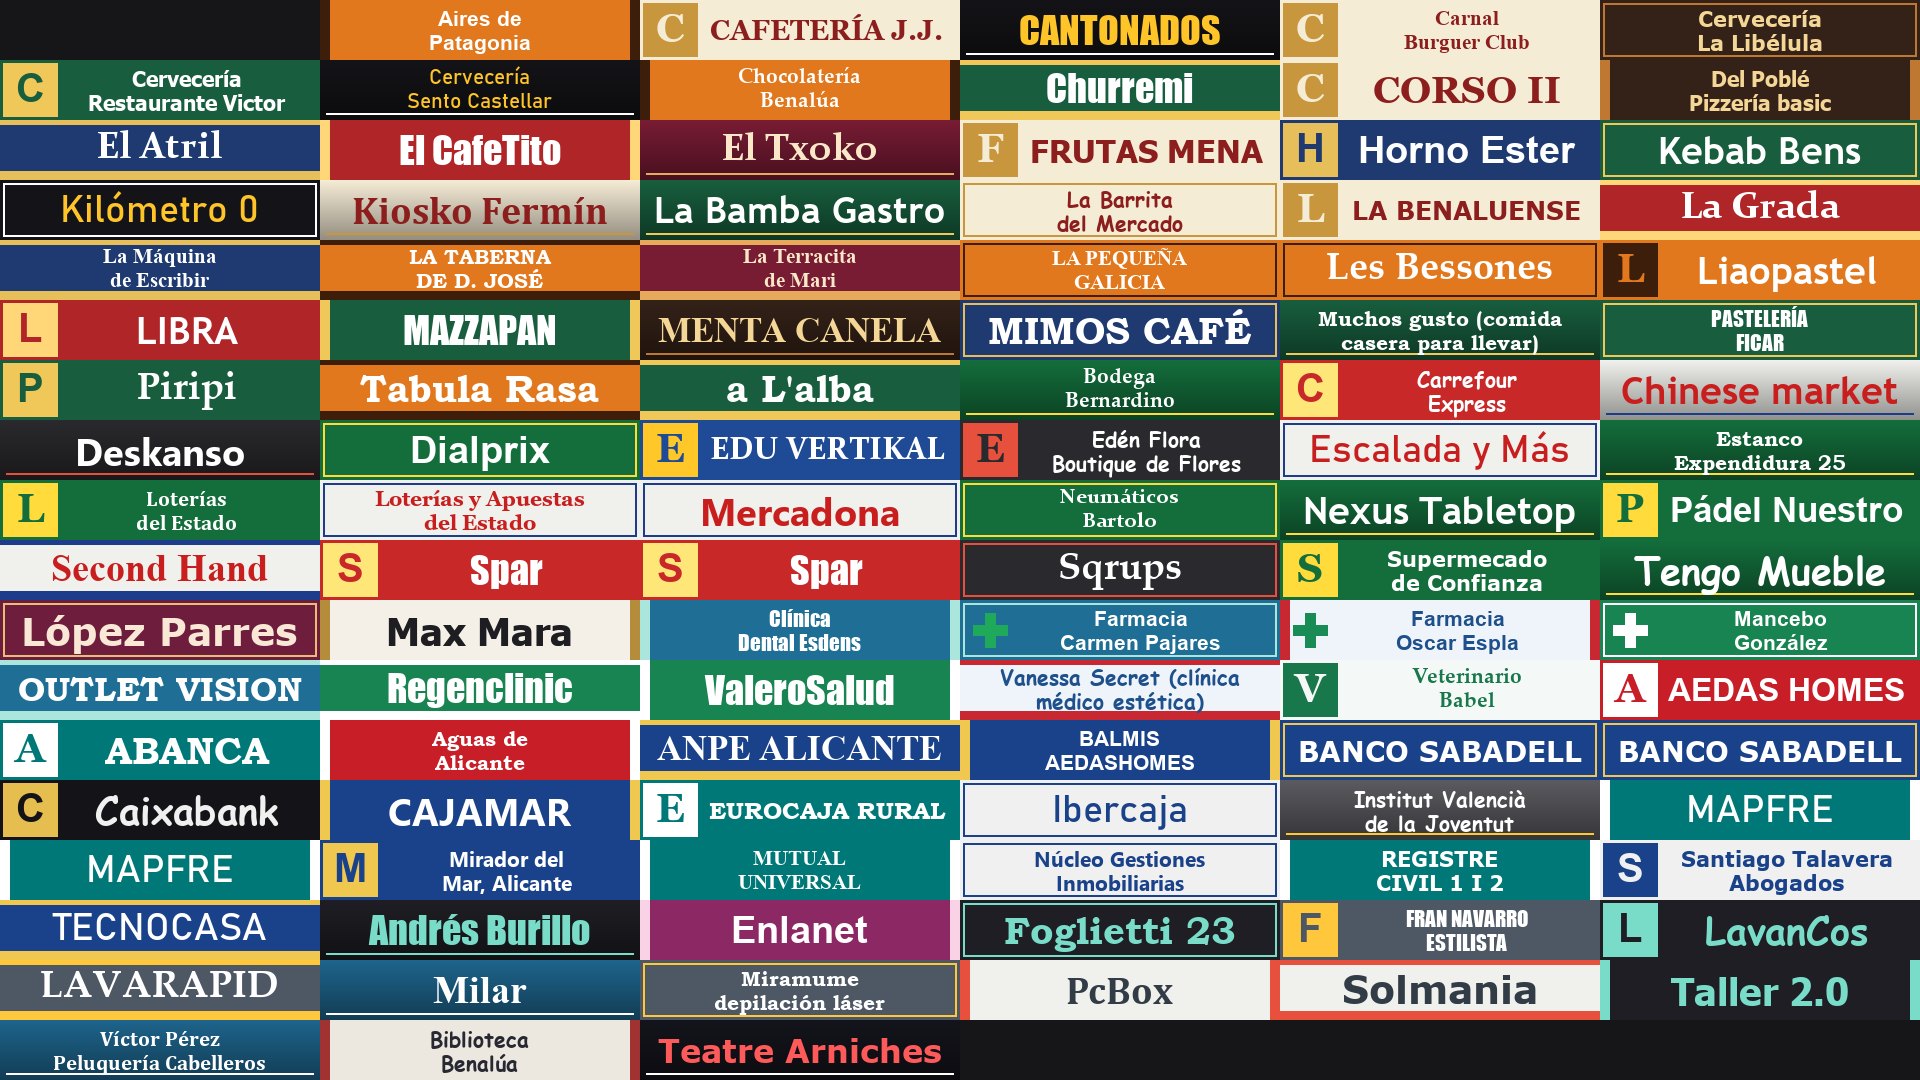 Aires de
Patagonia
C
CAFETERÍA J.J.
CANTONADOS
C
Carnal
Burguer Club
Cervecería
La Libélula
C
Cervecería
Restaurante Victor
Cervecería
Sento Castellar
Chocolatería
Benalúa
Churremi
C
CORSO II
Del Poblé
Pizzería basic
El Atril
El CafeTito
El Txoko
F
FRUTAS MENA
H
Horno Ester
Kebab Bens
Kilómetro 0
Kiosko Fermín
La Bamba Gastro
La Barrita
del Mercado
L
LA BENALUENSE
La Grada
La Máquina
de Escribir
LA TABERNA
DE D. JOSÉ
La Terracita
de Mari
LA PEQUEÑA
GALICIA
Les Bessones
L
Liaopastel
L
LIBRA
MAZZAPAN
MENTA CANELA
MIMOS CAFÉ
Muchos gusto (comida
casera para llevar)
PASTELERÍA
FICAR
P
Piripi
Tabula Rasa
a L'alba
Bodega
Bernardino
C
Carrefour
Express
Chinese market
Deskanso
Dialprix
E
EDU VERTIKAL
E
Edén Flora
Boutique de Flores
Escalada y Más
Estanco
Expendidura 25
L
Loterías
del Estado
Loterías y Apuestas
del Estado
Mercadona
Neumáticos
Bartolo
Nexus Tabletop
P
Pádel Nuestro
Second Hand
S
Spar
S
Spar
Sqrups
S
Supermecado
de Confianza
Tengo Mueble
López Parres
Max Mara
Clínica
Dental Esdens
Farmacia
Carmen Pajares
Farmacia
Oscar Espla
Mancebo
González
OUTLET VISION
Regenclinic
ValeroSalud
Vanessa Secret (clínica
médico estética)
V
Veterinario
Babel
A
AEDAS HOMES
A
ABANCA
Aguas de
Alicante
ANPE ALICANTE
BALMIS
AEDASHOMES
BANCO SABADELL
BANCO SABADELL
C
Caixabank
CAJAMAR
E
EUROCAJA RURAL
Ibercaja
Institut Valencià
de la Joventut
MAPFRE
MAPFRE
M
Mirador del
Mar, Alicante
MUTUAL
UNIVERSAL
Núcleo Gestiones
Inmobiliarias
REGISTRE
CIVIL 1 I 2
S
Santiago Talavera
Abogados
TECNOCASA
Andrés Burillo
Enlanet
Foglietti 23
F
FRAN NAVARRO
ESTILISTA
L
LavanCos
LAVARAPID
Milar
Miramume
depilación láser
PcBox
Solmania
Taller 2.0
Víctor Pérez
Peluquería Cabelleros
Biblioteca
Benalúa
Teatre Arniches